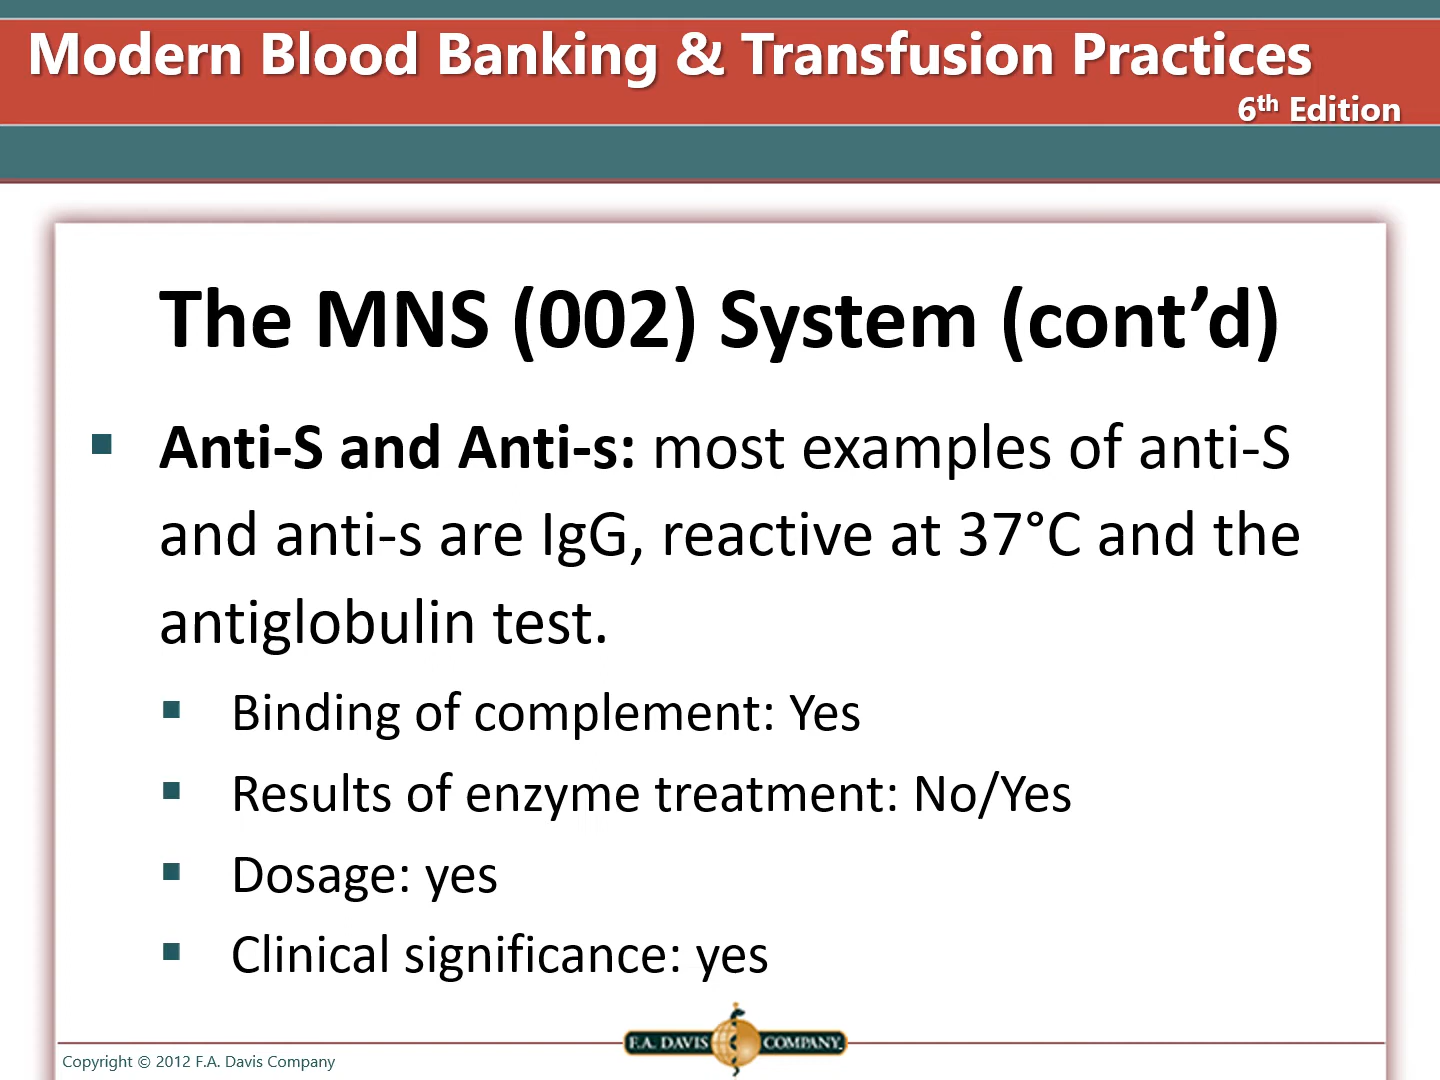 Modern Blood Banking & Transfusion Practices
6th Edition
The MNS (002) System (cont’d)
▪ Anti-S and Anti-s: most examples of anti-S
and anti-s are IgG, reactive at 37°C and the
antiglobulin test.
▪ Binding of complement: Yes
▪ Results of enzyme treatment: No/Yes
▪ Dosage: yes
▪ Clinical significance: yes
F.A. DAVIS COMPANY
Copyright © 2012 F.A. Davis Company